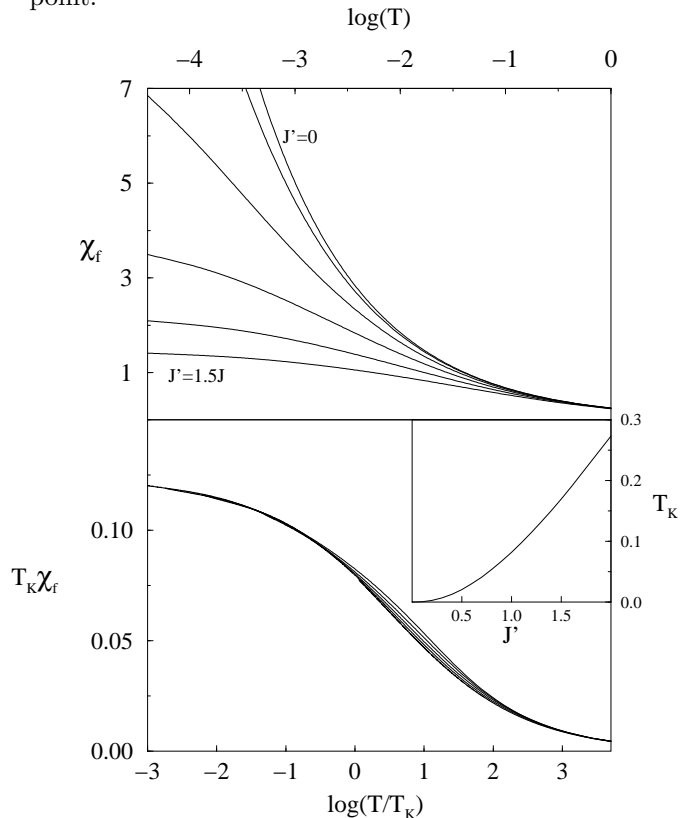 point.
log(T)
−4 −3 −2 −1 0
7
J'=0
5
χf
3
J'=1.5J
1
0.3
0.2
TK
0.10
0.1
TKχf
0.0
0.5 1.0 1.5
J'
0.05
0.00
−3 −2 −1 0 1 2 3
log(T/TK)